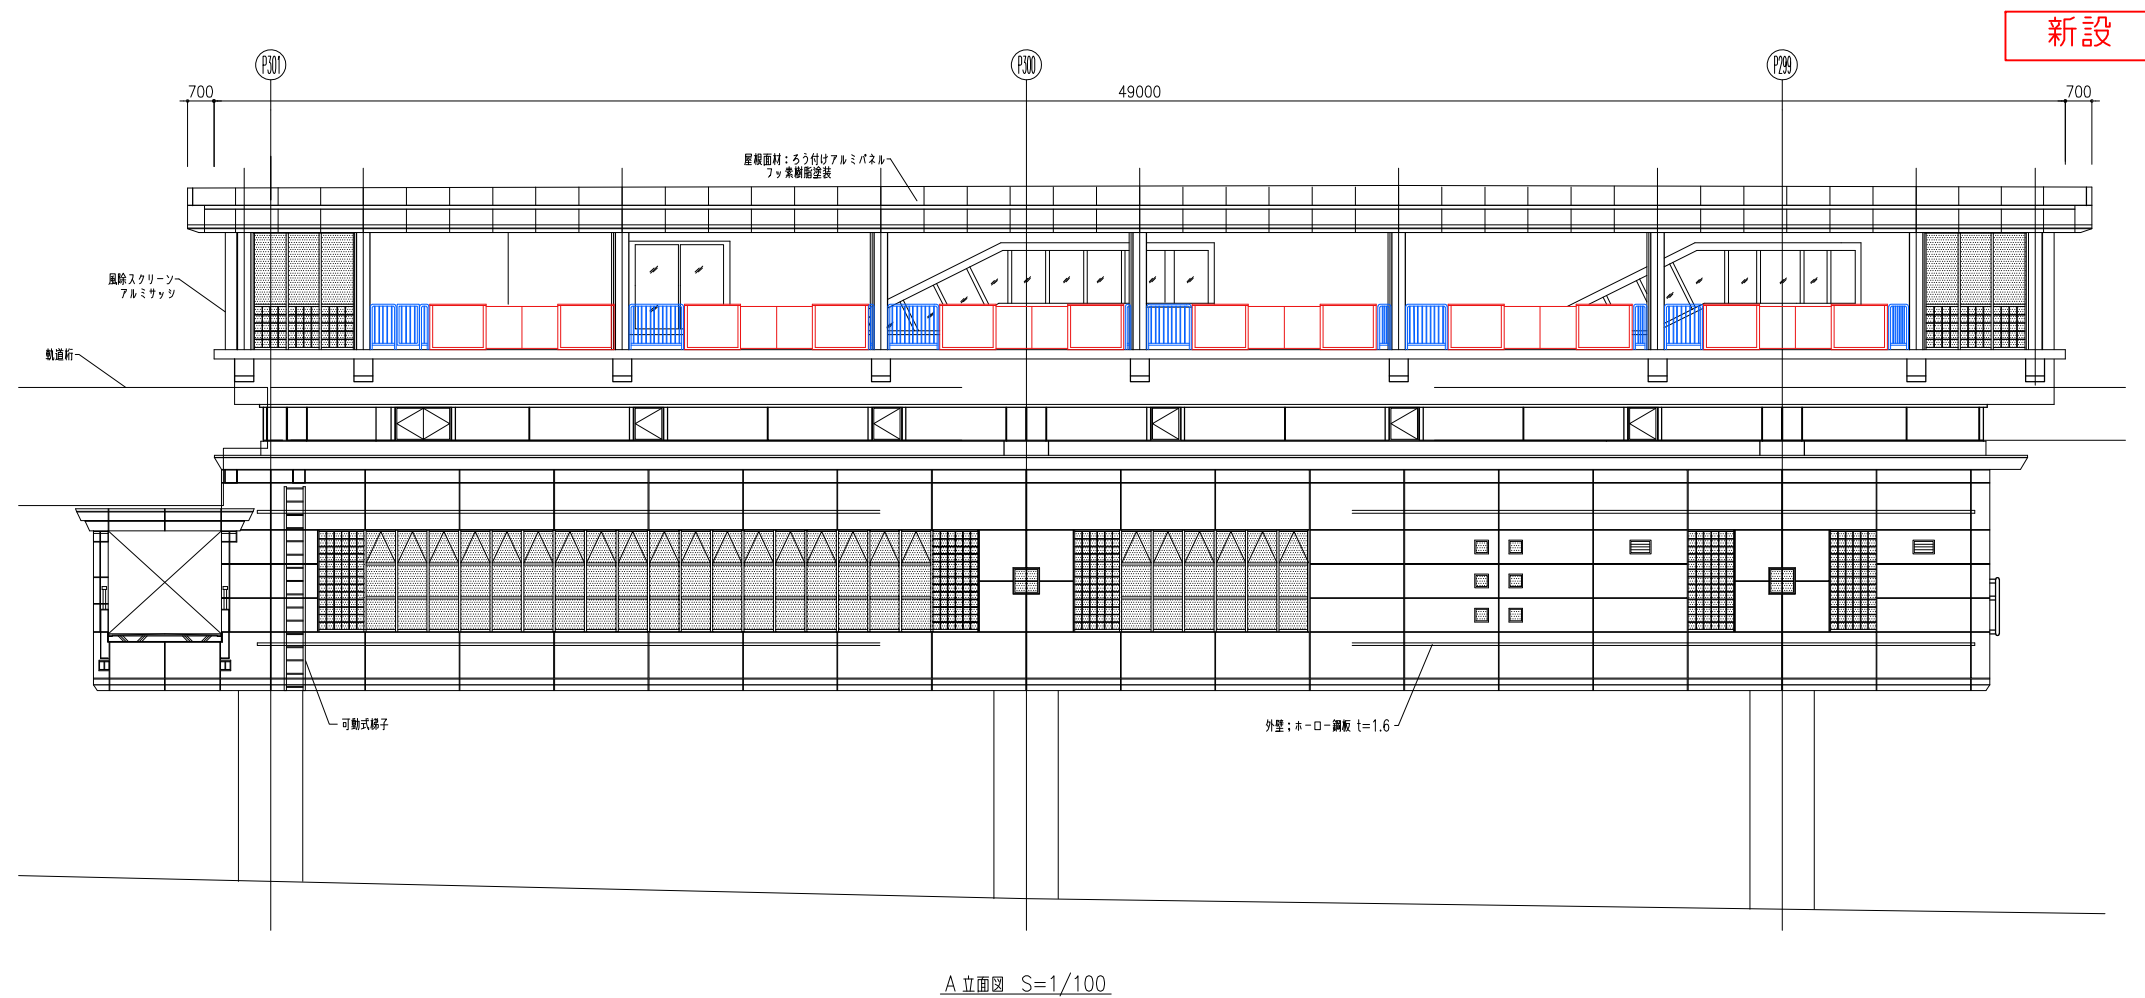 新設
P301
P300
P299
700
49000
700
屋根面材：ろう付けアルミパネル
フッ素樹脂塗装
風除スクリーン
アルミサッシ
軌道桁
可動式梯子
外壁；ホーロー鋼板 t=1.6
A 立面図 S=1/100